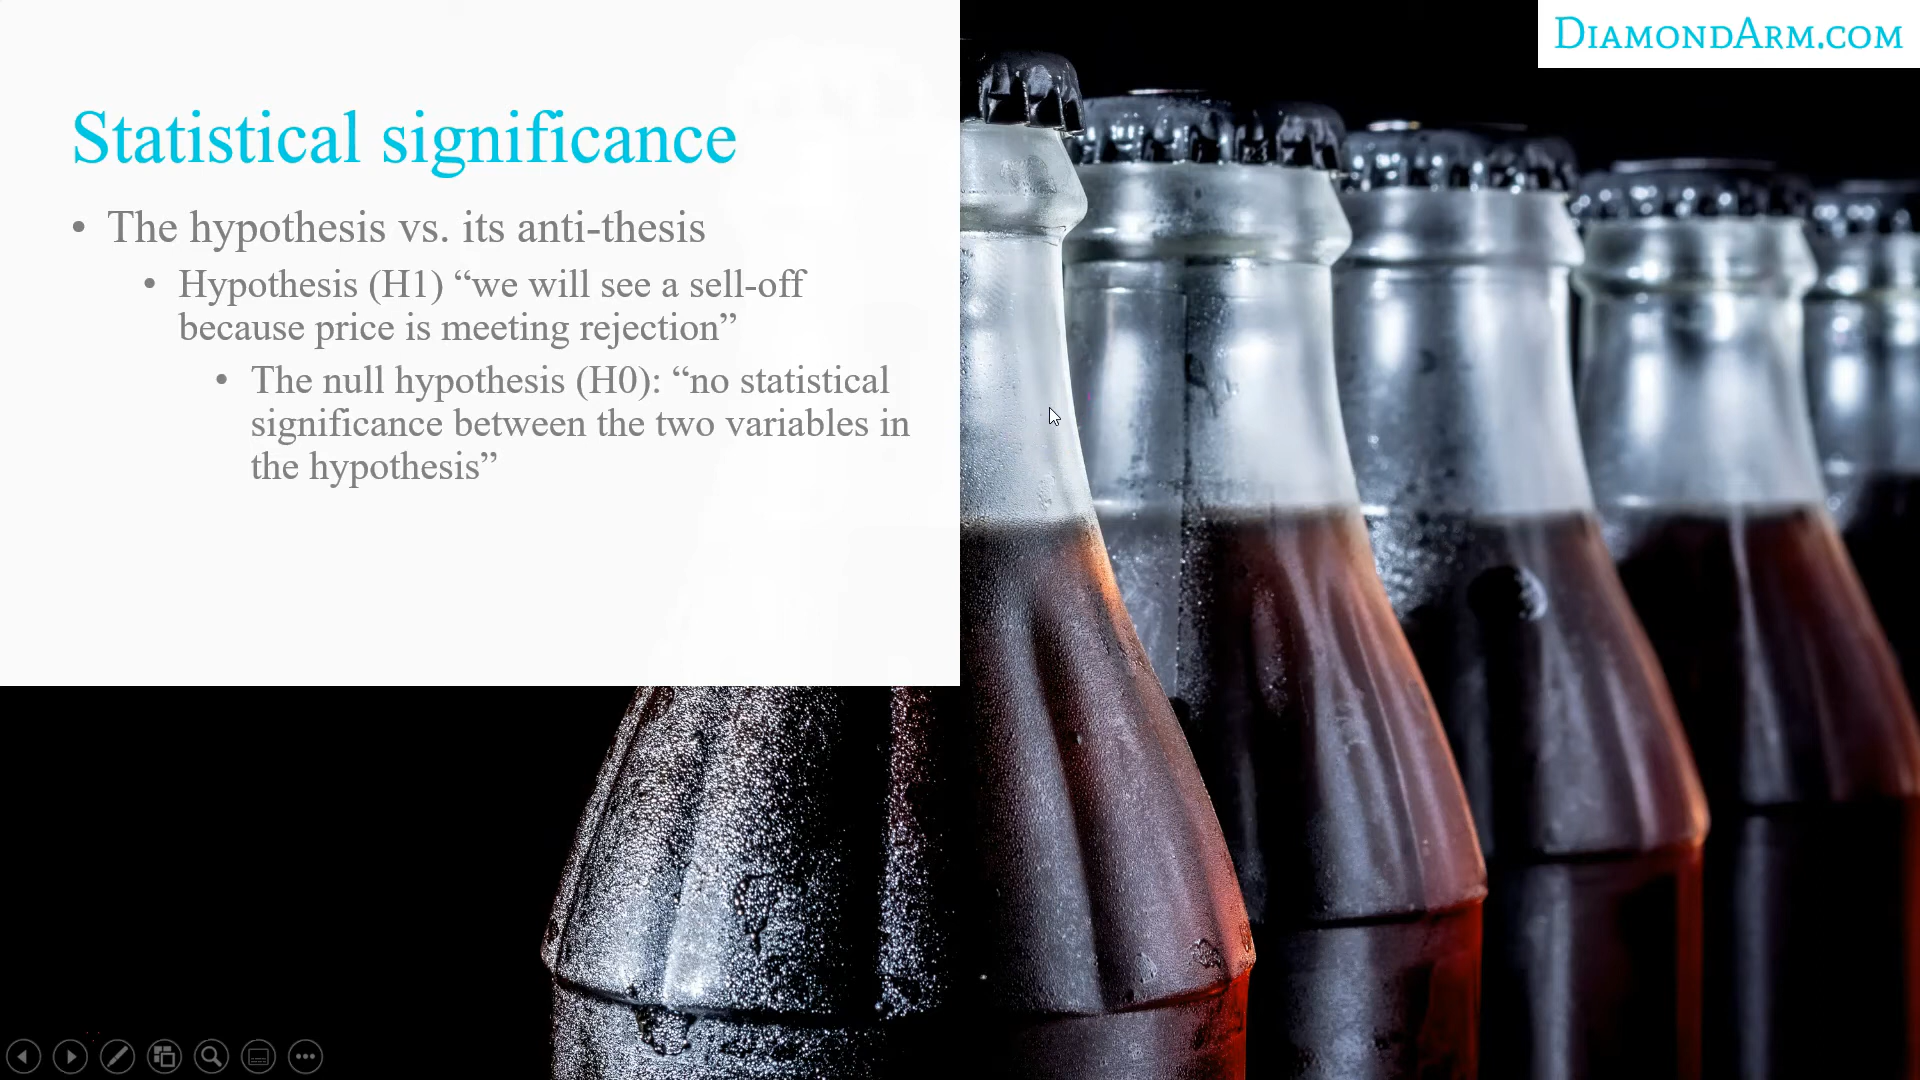 DIAMONDARM.COM
Statistical significance
• The hypothesis vs. its anti-thesis
• Hypothesis (H1) “we will see a sell-off
because price is meeting rejection”
• The null hypothesis (H0): “no statistical
significance between the two variables in
the hypothesis”